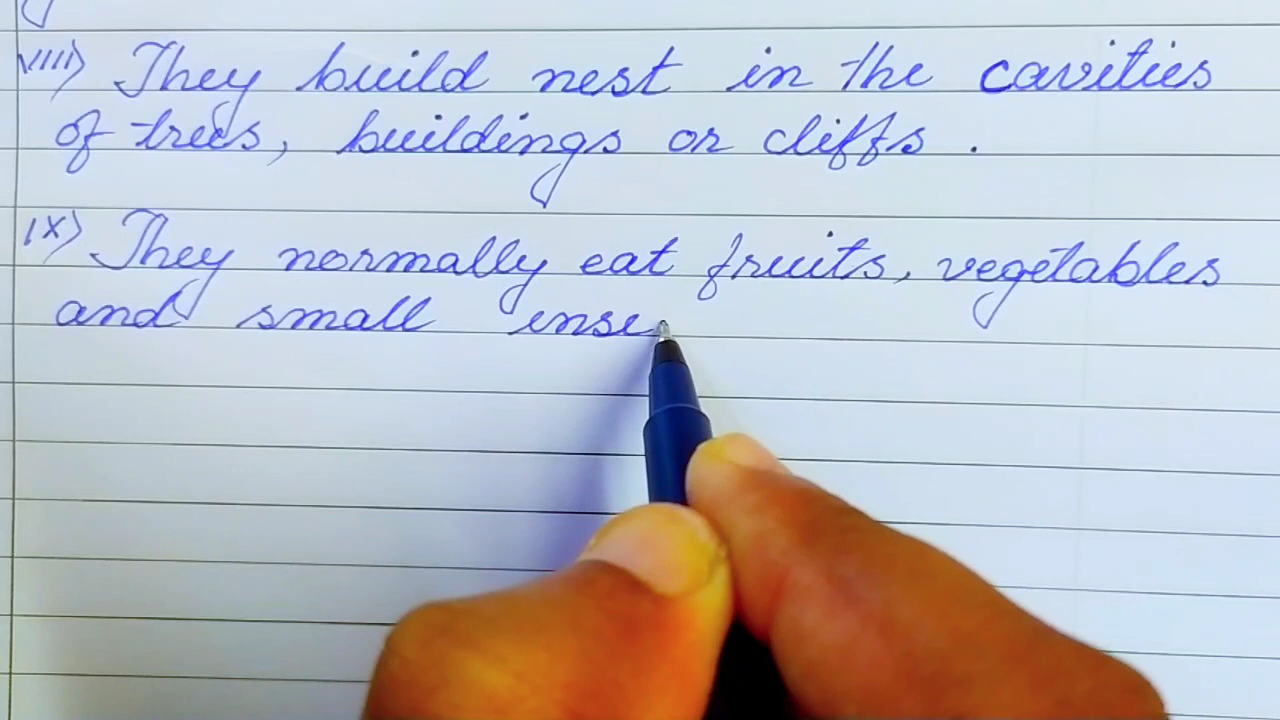 viii) They build nest in the cavities
of trees, buildings or cliffs .
ix) They normally eat fruits, vegetables
and small inse